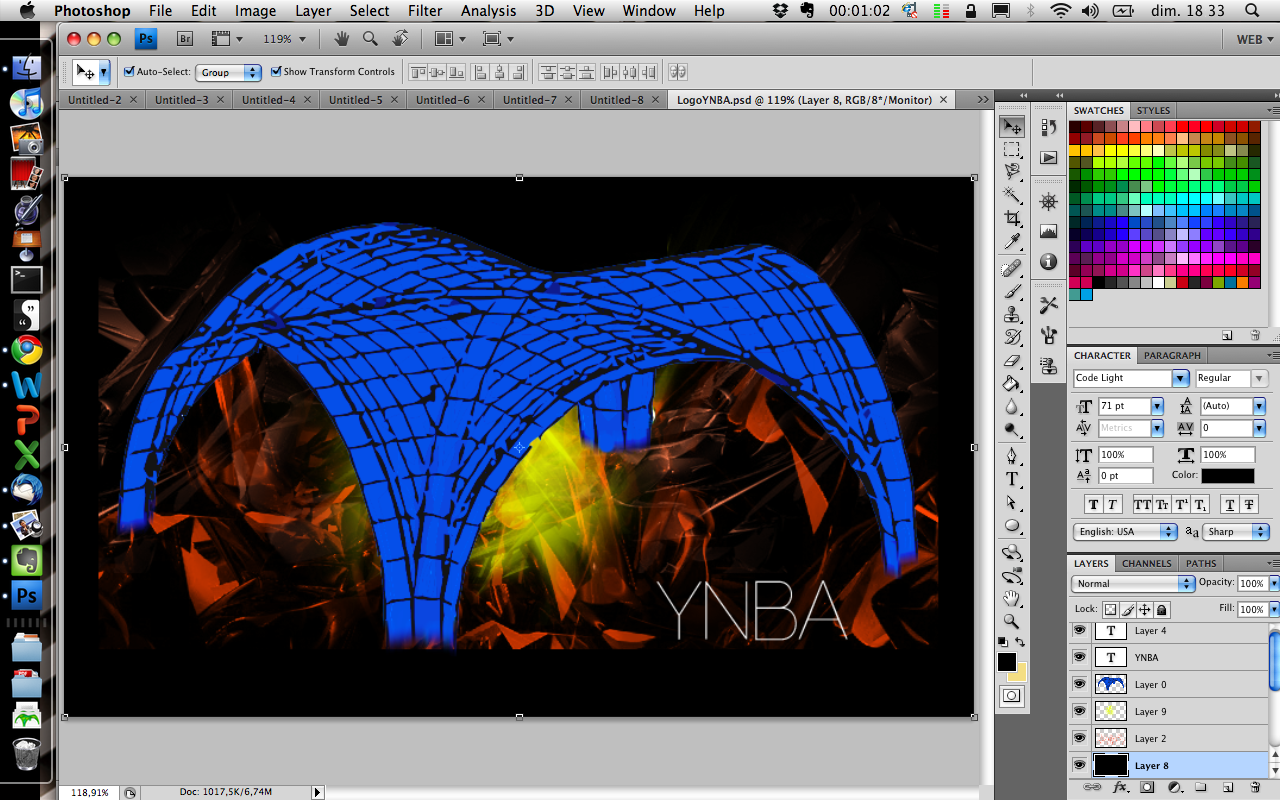 Photoshop File Edit Image Layer Select Filter Analysis 3D View Window Help 00:01:02 dim. 18 33
Ps Br 119% WEB
Auto-Select: Group Show Transform Controls
Untitled-2 Untitled-3 Untitled-4 Untitled-5 Untitled-6 Untitled-7 Untitled-8 LogoYNBA.psd @ 119% (Layer 8, RGB/8*/Monitor)
SWATCHES STYLES
CHARACTER PARAGRAPH
Code Light Regular
71 pt (Auto)
Metrics 0
100% 100%
0 pt Color:
English: USA Sharp
LAYERS CHANNELS PATHS
Normal Opacity: 100%
Lock: Fill: 100%
Layer 4
YNBA
Layer 0
Layer 9
Layer 2
Layer 8
YNBA
118,91% Doc: 1017,5K/6,74M